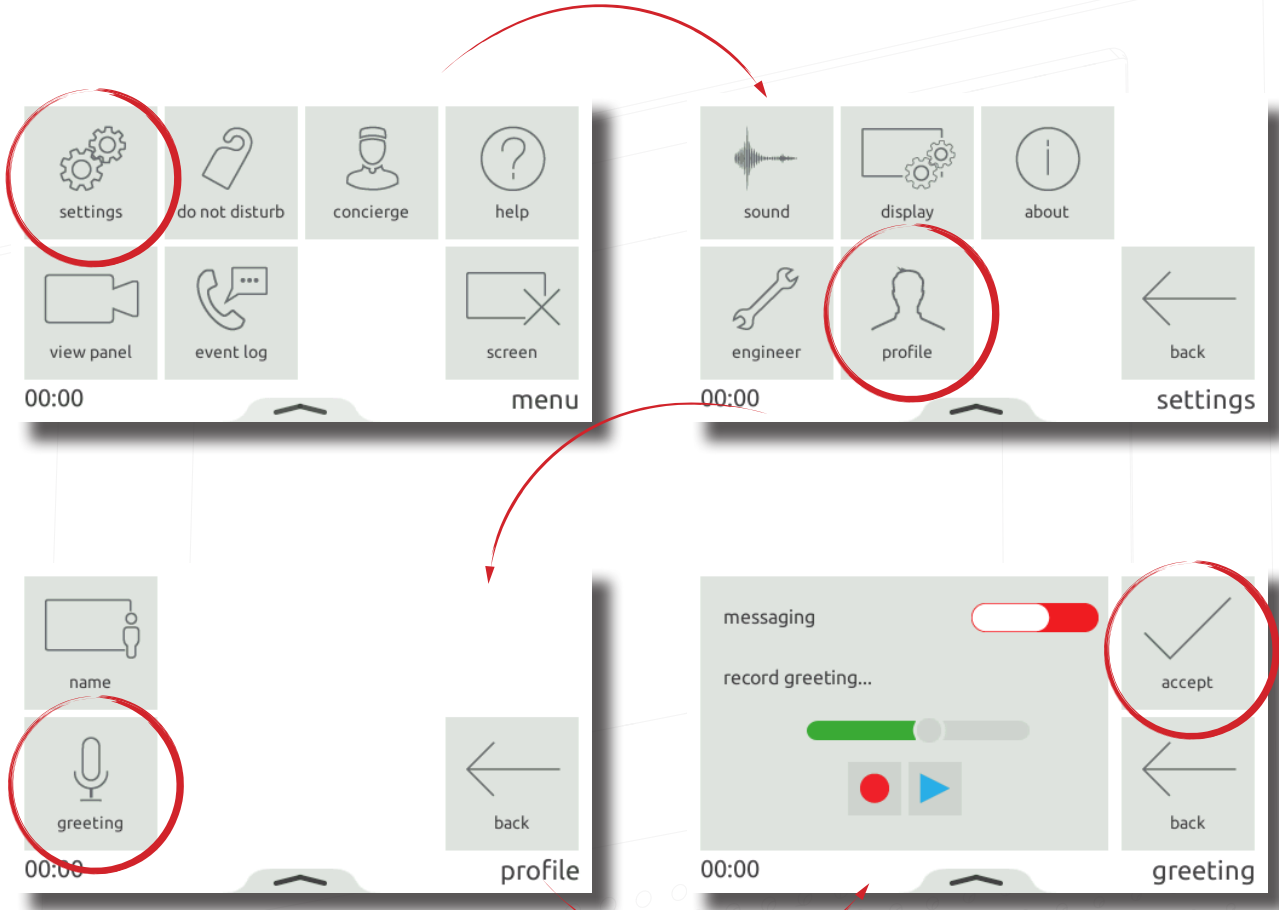 settings
do not disturb
concierge
help
view panel
event log
screen
00:00
menu
sound
display
about
engineer
profile
back
00:00
settings
name
greeting
back
00:00
profile
messaging
record greeting...
accept
back
00:00
greeting